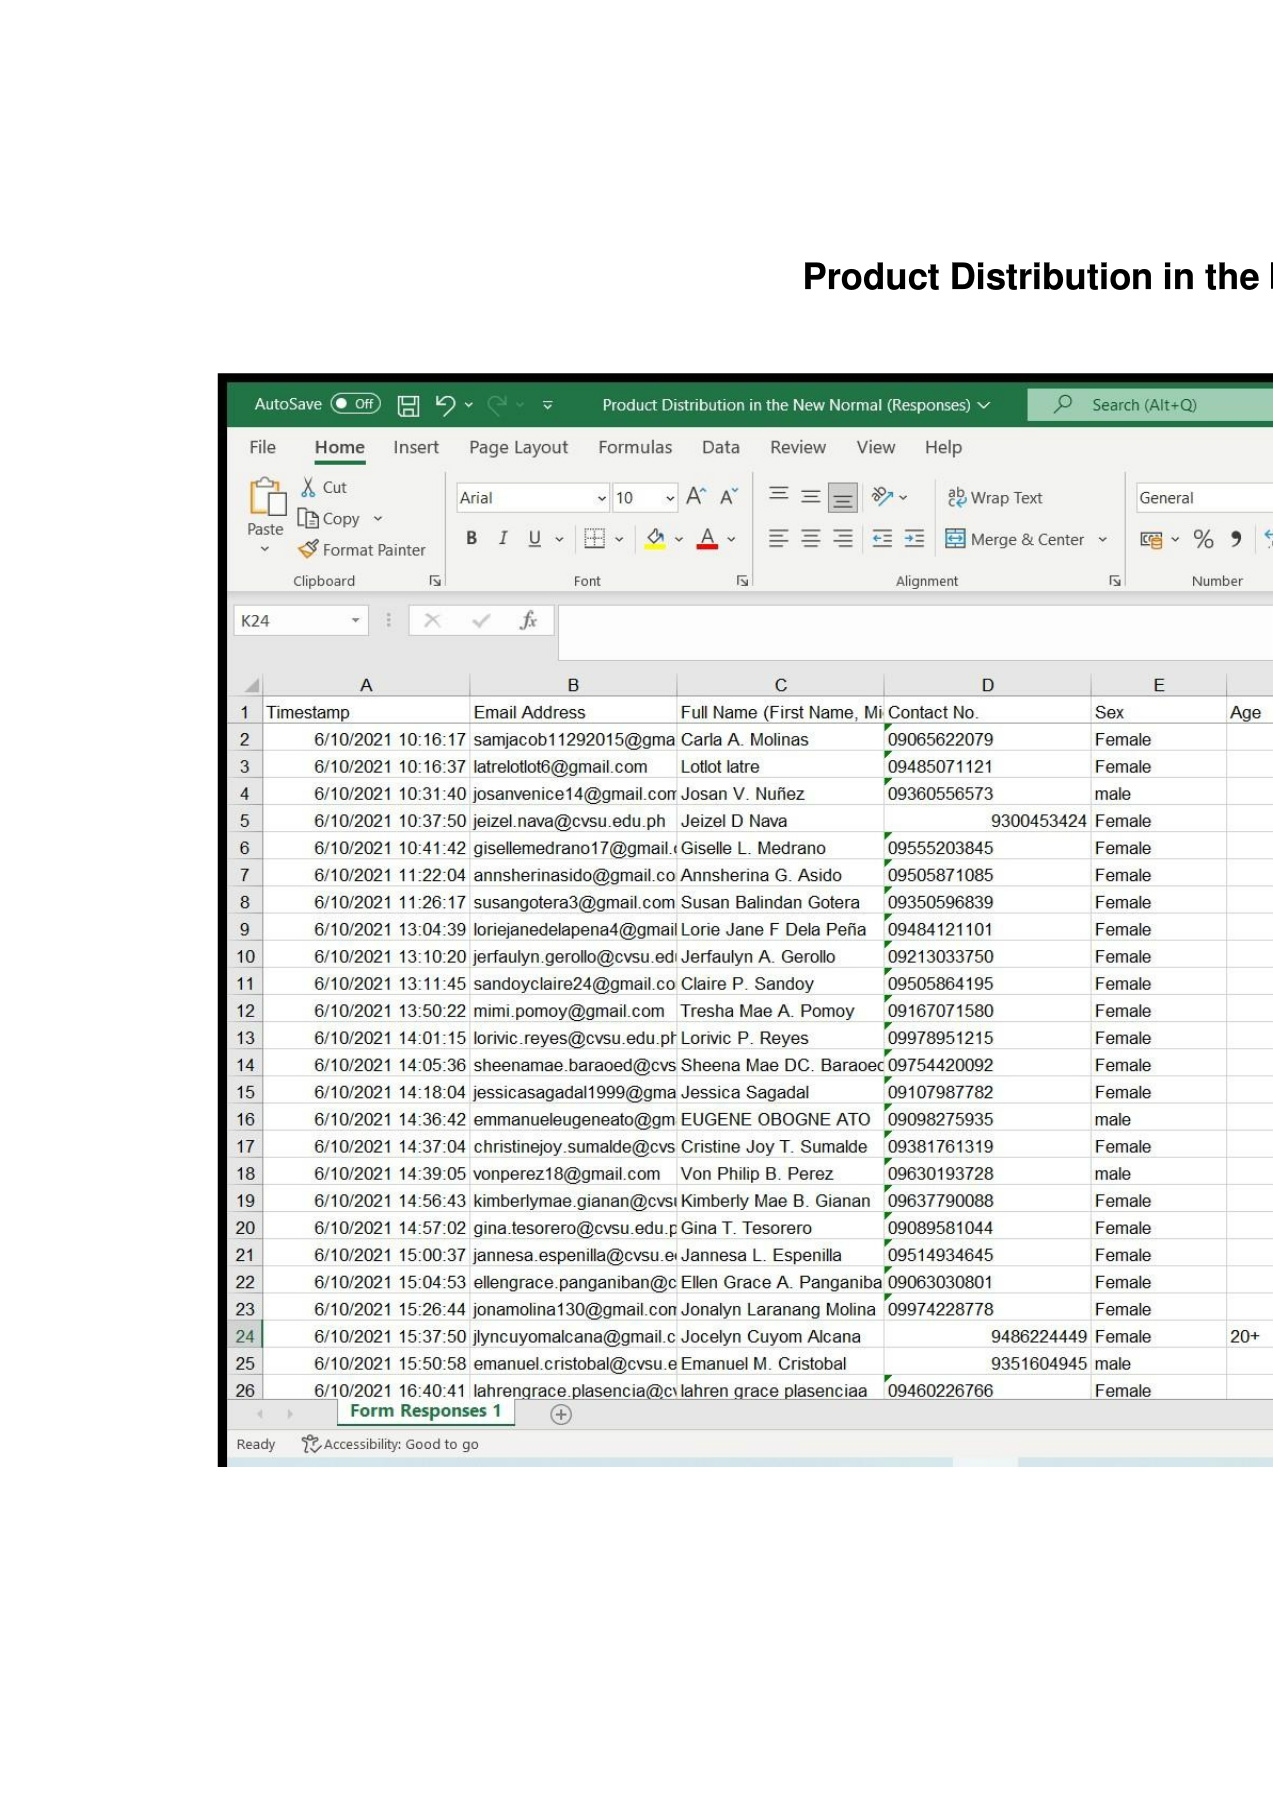 Product Distribution in the
AutoSave Off Product Distribution in the New Normal (Responses) Search (Alt+Q)
File Home Insert Page Layout Formulas Data Review View Help
Cut
Paste Copy Arial 10 A A Wrap Text General
Format Painter B I U A Merge & Center % 9
Clipboard Font Alignment Number
K24 fx
A B C D E
1 Timestamp Email Address Full Name (First Name, Mi Contact No. Sex Age
2 6/10/2021 10:16:17 samjacob11292015@gma Carla A. Molinas 09065622079 Female
3 6/10/2021 10:16:37 latrelotlot6@gmail.com Lotlot latre 09485071121 Female
4 6/10/2021 10:31:40 josanvenice14@gmail.com Josan V. Nuñez 09360556573 male
5 6/10/2021 10:37:50 jeizel.nava@cvsu.edu.ph Jeizel D Nava 9300453424 Female
6 6/10/2021 10:41:42 gisellemedrano17@gmail.c Giselle L. Medrano 09555203845 Female
7 6/10/2021 11:22:04 annsherinasido@gmail.co Annsherina G. Asido 09505871085 Female
8 6/10/2021 11:26:17 susangotera3@gmail.com Susan Balindan Gotera 09350596839 Female
9 6/10/2021 13:04:39 loriejanedelapena4@gmail Lorie Jane F Dela Peña 09484121101 Female
10 6/10/2021 13:10:20 jerfaulyn.gerollo@cvsu.edu Jerfaulyn A. Gerollo 09213033750 Female
11 6/10/2021 13:11:45 sandoyclaire24@gmail.co Claire P. Sandoy 09505864195 Female
12 6/10/2021 13:50:22 mimi.pomoy@gmail.com Tresha Mae A. Pomoy 09167071580 Female
13 6/10/2021 14:01:15 lorivic.reyes@cvsu.edu.ph Lorivic P. Reyes 09978951215 Female
14 6/10/2021 14:05:36 sheenamae.baraoed@cvs Sheena Mae DC. Baraoed 09754420092 Female
15 6/10/2021 14:18:04 jessicasagadal1999@gma Jessica Sagadal 09107987782 Female
16 6/10/2021 14:36:42 emmanueleugeneato@gm EUGENE OBOGNE ATO 09098275935 male
17 6/10/2021 14:37:04 christinejoy.sumalde@cvs Cristine Joy T. Sumalde 09381761319 Female
18 6/10/2021 14:39:05 vonperez18@gmail.com Von Philip B. Perez 09630193728 male
19 6/10/2021 14:56:43 kimberlymae.gianan@cvsu Kimberly Mae B. Gianan 09637790088 Female
20 6/10/2021 14:57:02 gina.tesorero@cvsu.edu.p Gina T. Tesorero 09089581044 Female
21 6/10/2021 15:00:37 jannesa.espenilla@cvsu.e Jannesa L. Espenilla 09514934645 Female
22 6/10/2021 15:04:53 ellengrace.panganiban@c Ellen Grace A. Panganiba 09063030801 Female
23 6/10/2021 15:26:44 jonamolina130@gmail.com Jonalyn Laranang Molina 09974228778 Female
24 6/10/2021 15:37:50 jlyncuyomalcana@gmail.c Jocelyn Cuyom Alcana 9486224449 Female 20+
25 6/10/2021 15:50:58 emanuel.cristobal@cvsu.e Emanuel M. Cristobal 9351604945 male
26 6/10/2021 16:40:41 lahrengrace.plasencia@cv lahren grace plasenciaa 09460226766 Female
Form Responses 1
Ready Accessibility: Good to go